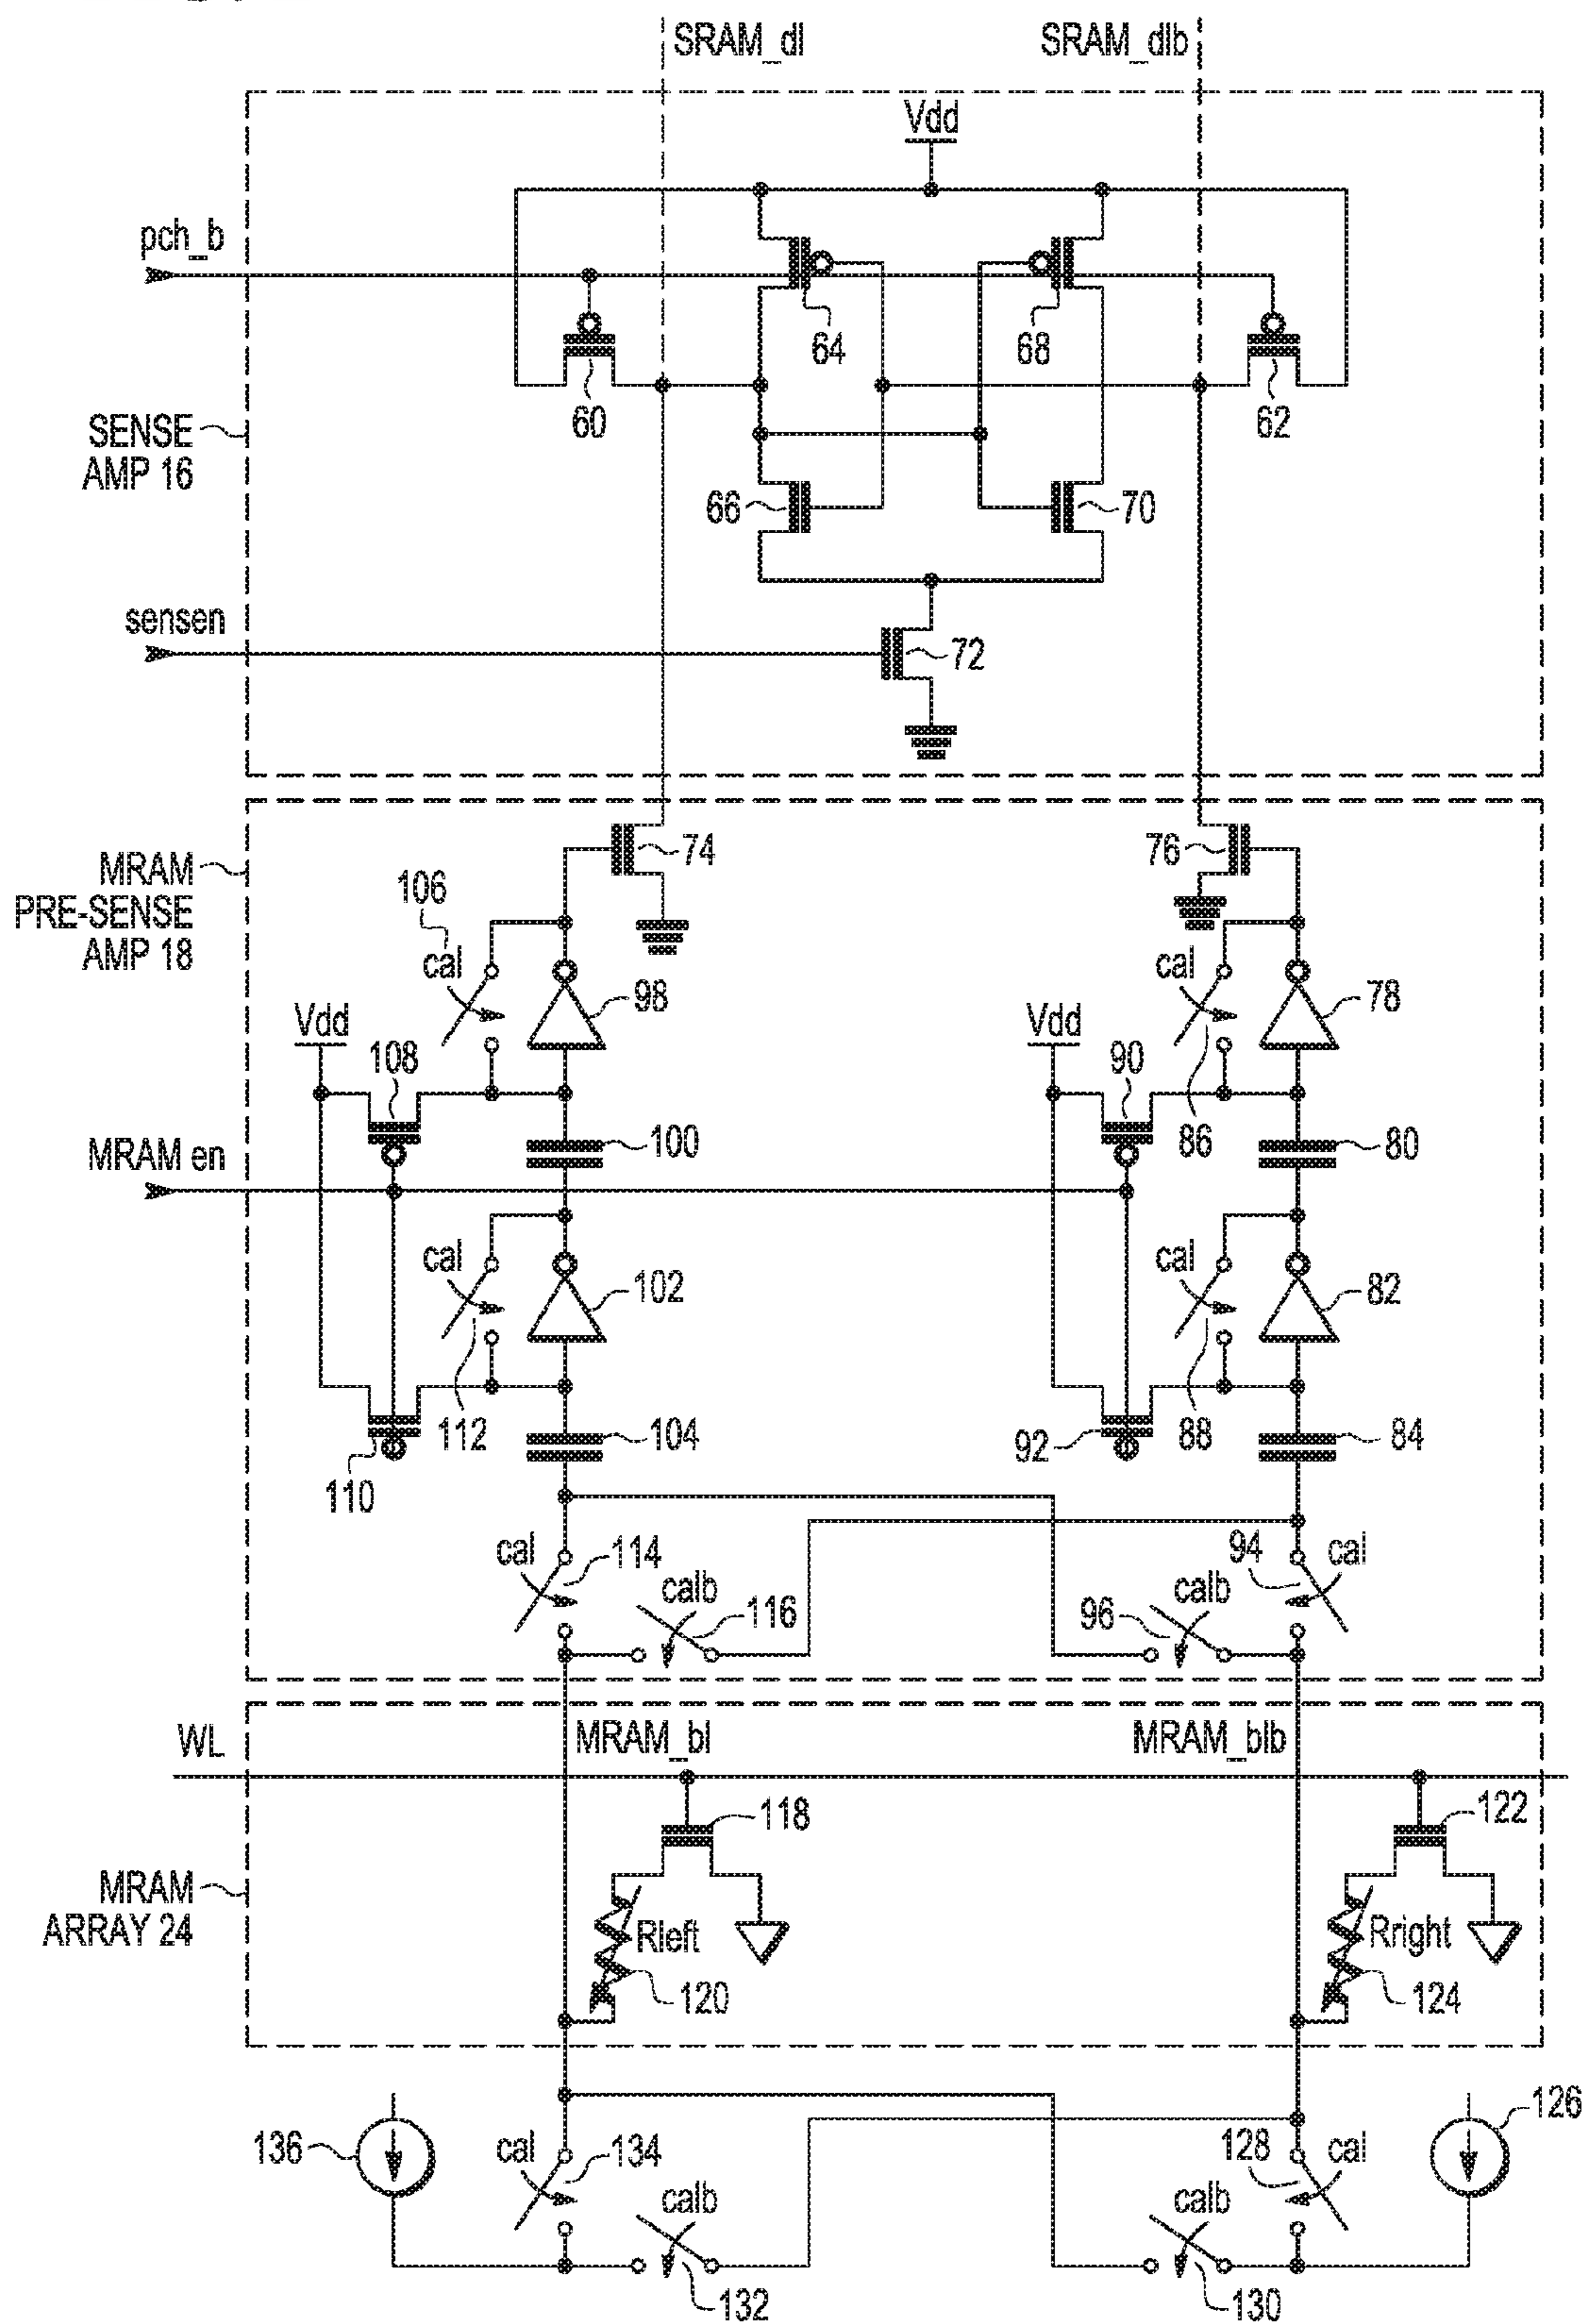 SRAM_dl SRAM_dlb
Vdd
pch_b
64 68
60 62
SENSE
AMP 16
66 70
sensen
72
74 76
MRAM
PRE-SENSE
AMP 18
106
cal cal
98 78
Vdd Vdd
108 90
86
100 80
MRAM en
cal cal
102 82
112 88
104 84
110 92
cal 114 94 cal
calb 116 96 calb
WL MRAM_bl MRAM_blb
118 122
MRAM
ARRAY 24
Rleft Rright
120 124
136 cal 134 128 cal 126
calb calb
132 130